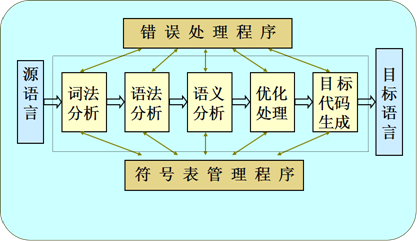 错误处理程序
源语言
词法
分析
语法
分析
语义
分析
优化
处理
目标
代码
生成
目标语言
符号表管理程序